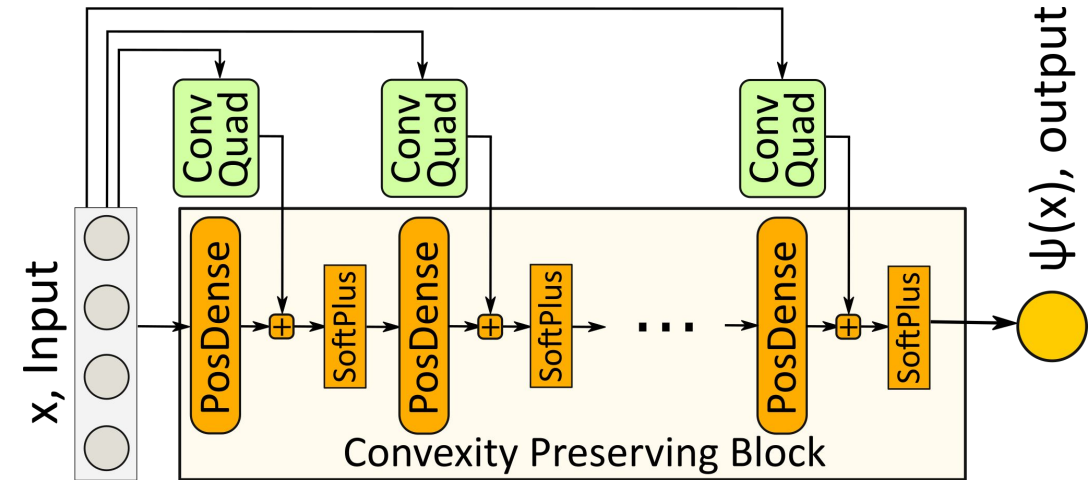 x, Input
Conv
Quad
Conv
Quad
Conv
Quad
PosDense
+
SoftPlus
PosDense
+
SoftPlus
...
PosDense
+
SoftPlus
Convexity Preserving Block
ψ(x), output